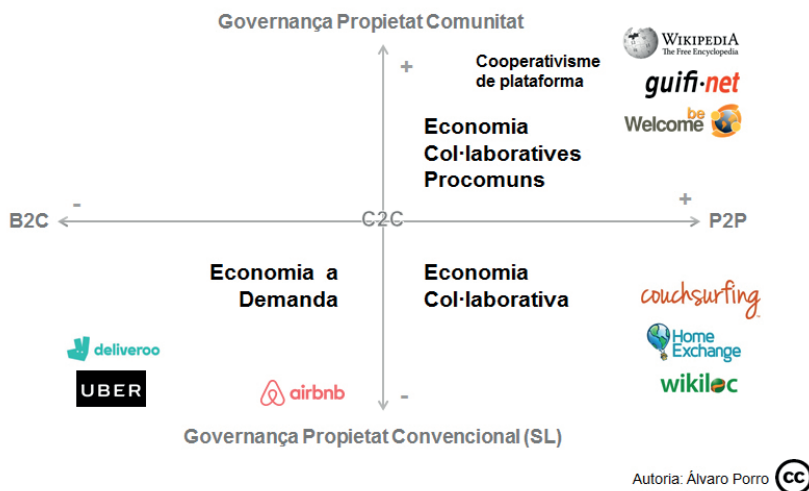 Governança Propietat Comunitat
+
Cooperativisme
de plataforma
WIKIPEDIA
The Free Encyclopedia
guifi·net
be
Welcome
Economia
Col·laboratives
Procomuns
-
+
B2C
C2C
P2P
Economia a
Demanda
Economia
Col·laborativa
couchsurfing
Home
Exchange
wikiloc
deliveroo
UBER
airbnb
-
Governança Propietat Convencional (SL)
Autoria: Álvaro Porro
cc